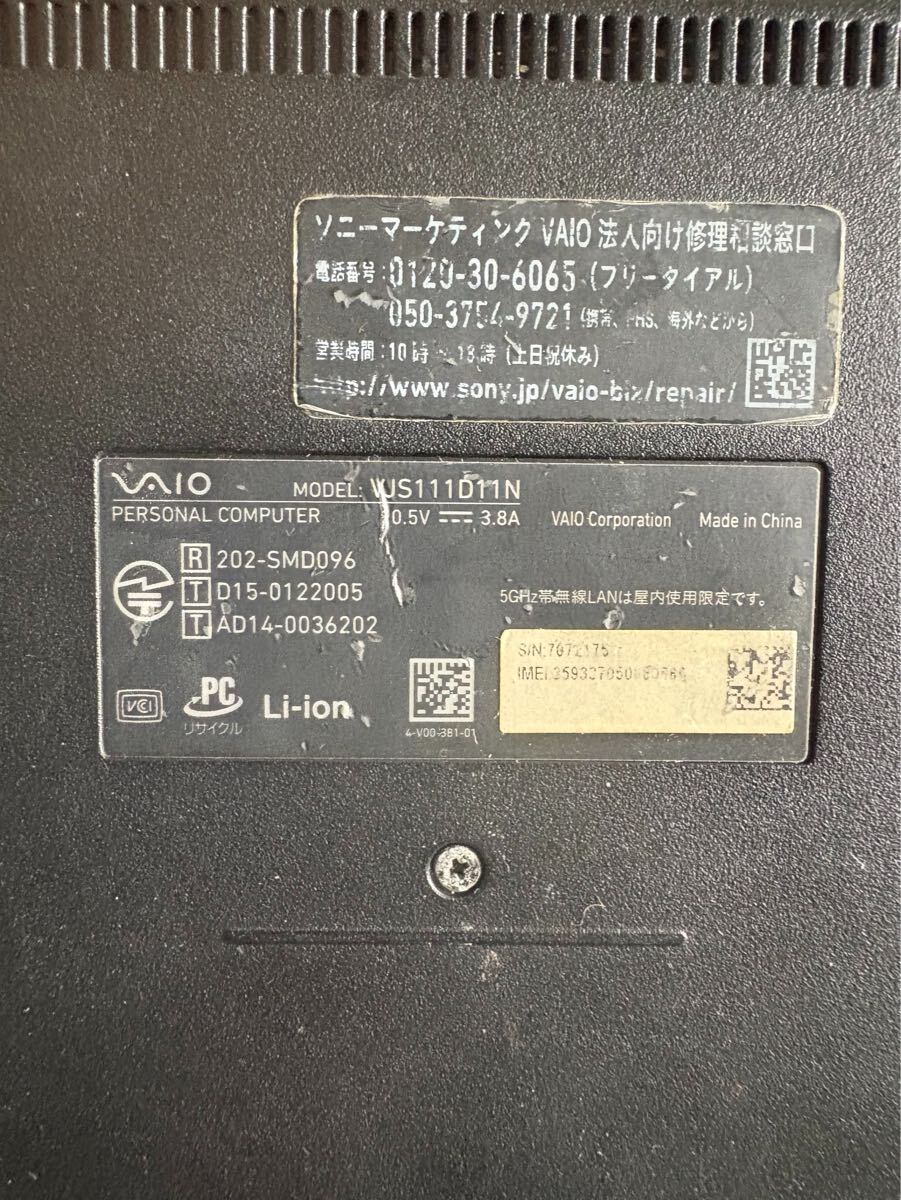 ソニーマーケティング VAIO 法人向け修理相談窓口
電話番号:0120-30-6065 (フリーダイアル)
050-3754-9721 (携帯、PHS、海外などから)
営業時間:10時 18時 (土日祝休み)
http://www.sony.jp/vaio-biz/repair/
VAIO MODEL: VJS111D11N
PERSONAL COMPUTER 10.5V 3.8A VAIO Corporation Made in China
R 202-SMD096
T D15-0122005
5GHz帯無線LANは屋内使用限定です。
T AD14-0036202
S/N:
IMEI:
VCCI PC Li-ion
リサイクル
4-V00-381-01